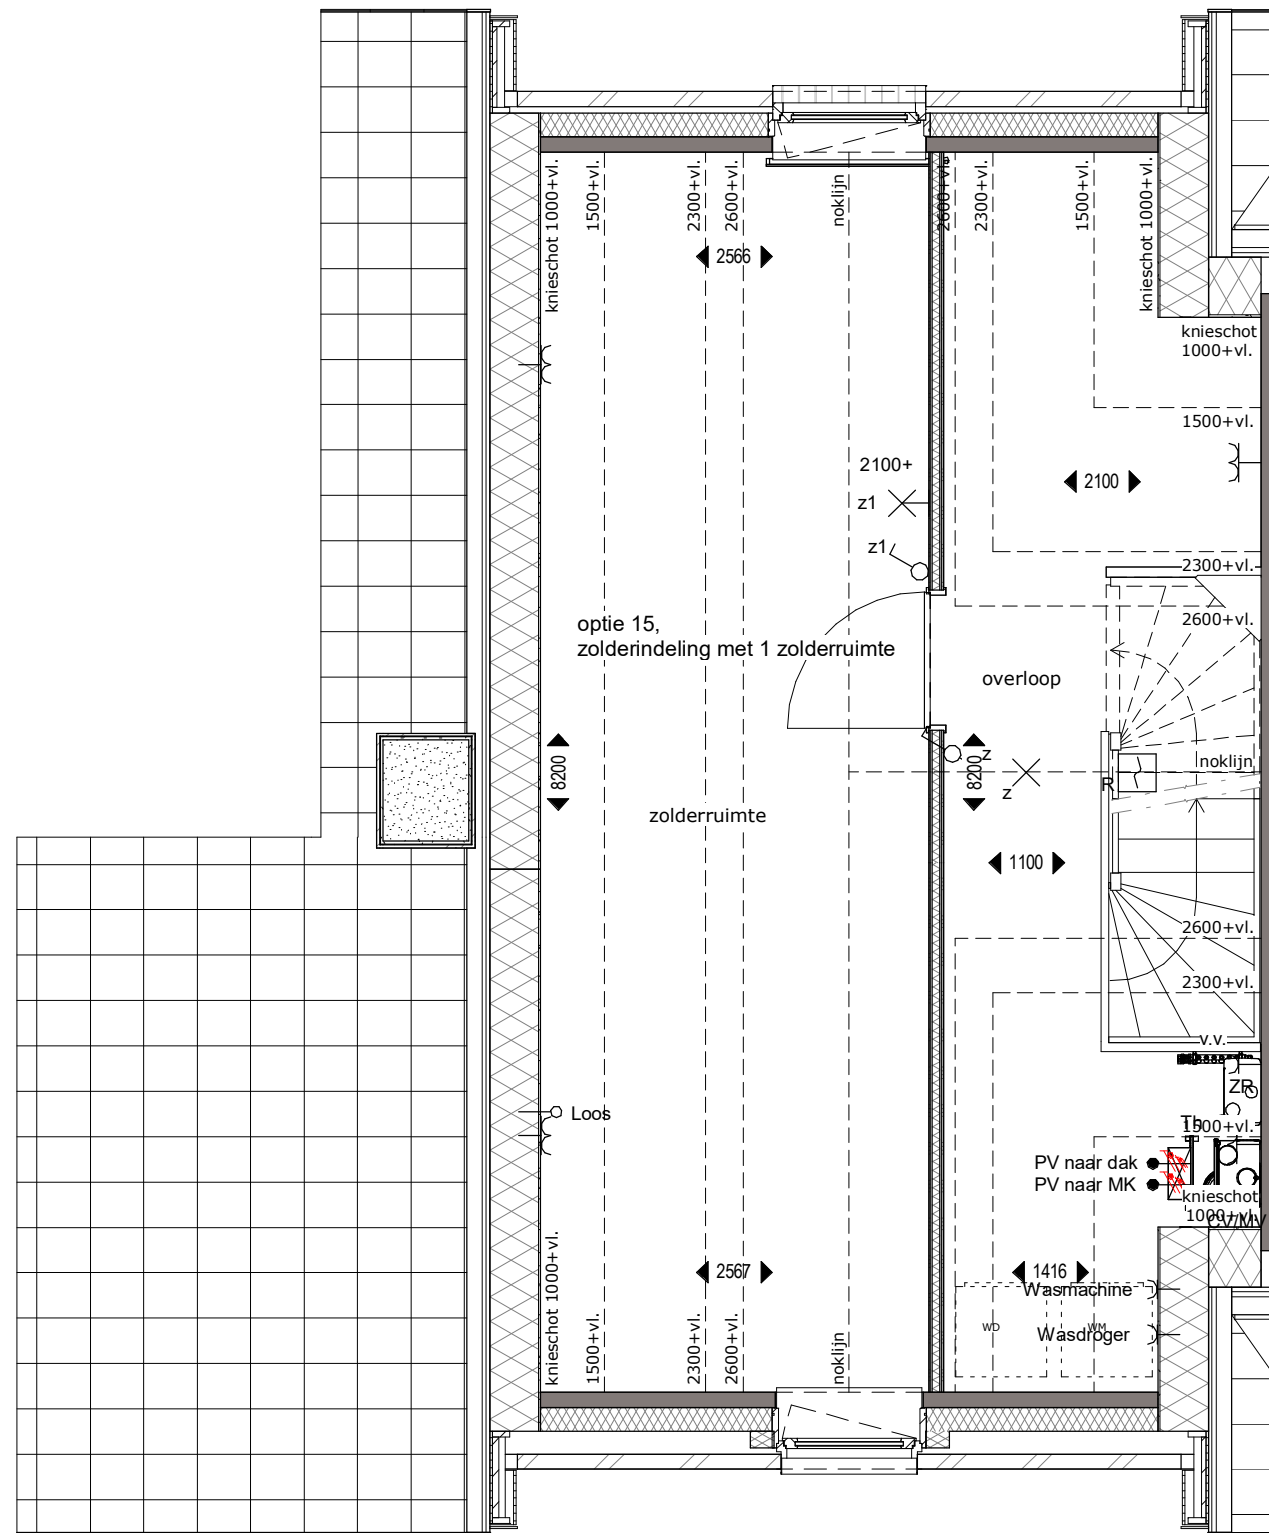 knieschot 1000+vl.
1500+vl.
2300+vl.
2600+vl.
noklijn
2600+vl.
2300+vl.
1500+vl.
knieschot 1000+vl.
2566
knieschot
1000+vl.
1500+vl.
2100+
z1
2100
z1
2300+vl.
optie 15,
zolderindeling met 1 zolderruimte
2600+vl.
overloop
8200
8200
z
z
R
noklijn
zolderruimte
1100
2600+vl.
2300+vl.
v.v.
ZR
Loos
Th
1500+vl.
PV naar dak
PV naar MK
knieschot
1000+vl.
CV/MV
2567
1416
Wasmachine
WD
WM
Wasdroger
knieschot 1000+vl.
1500+vl.
2300+vl.
2600+vl.
noklijn